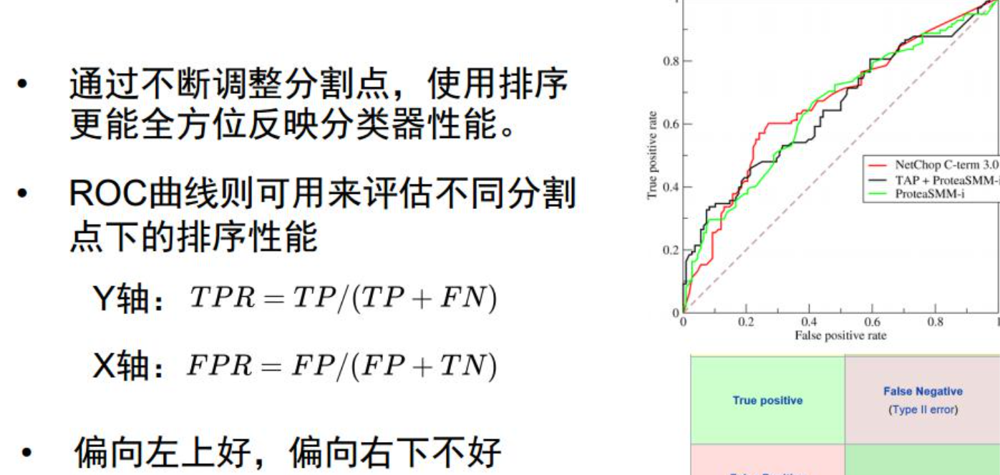 • 通过不断调整分割点，使用排序
更能全方位反映分类器性能。
• ROC曲线则可用来评估不同分割
点下的排序性能
Y轴： TPR = TP/(TP + FN)
X轴： FPR = FP/(FP + TN)
• 偏向左上好，偏向右下不好
1
0.8
0.6
0.4
0.2
0
True positive rate
NetChop C-term 3.0
TAP + ProteaSMM-i
ProteaSMM-i
0 0.2 0.4 0.6 0.8 1
False positive rate
True positive
False Negative
(Type II error)